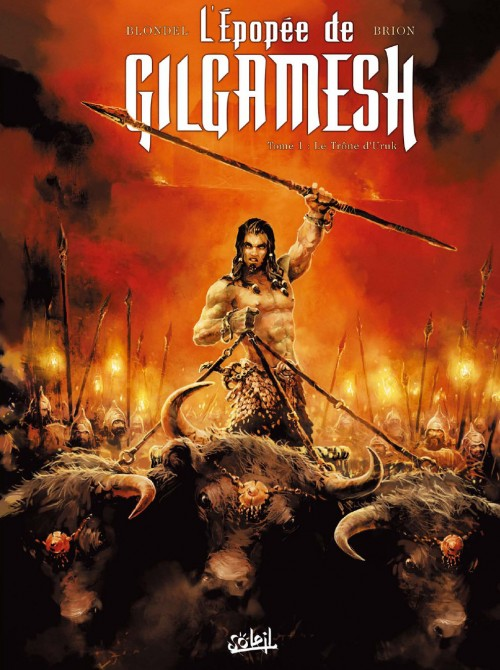 L'Épopée de
BLONDEL BRION
GILGAMESH
Tome 1 : Le Trône d'Uruk
soleil